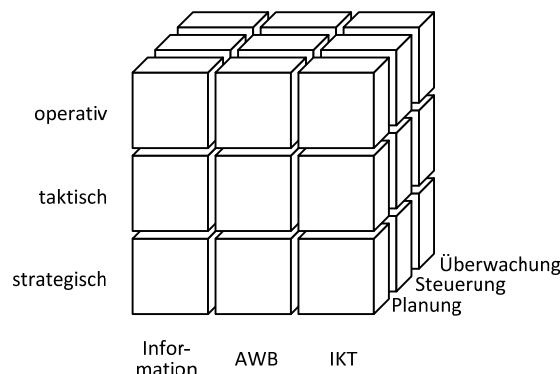 operativ
taktisch
strategisch
Überwachung
Steuerung
Planung
Infor-
mation
AWB
IKT